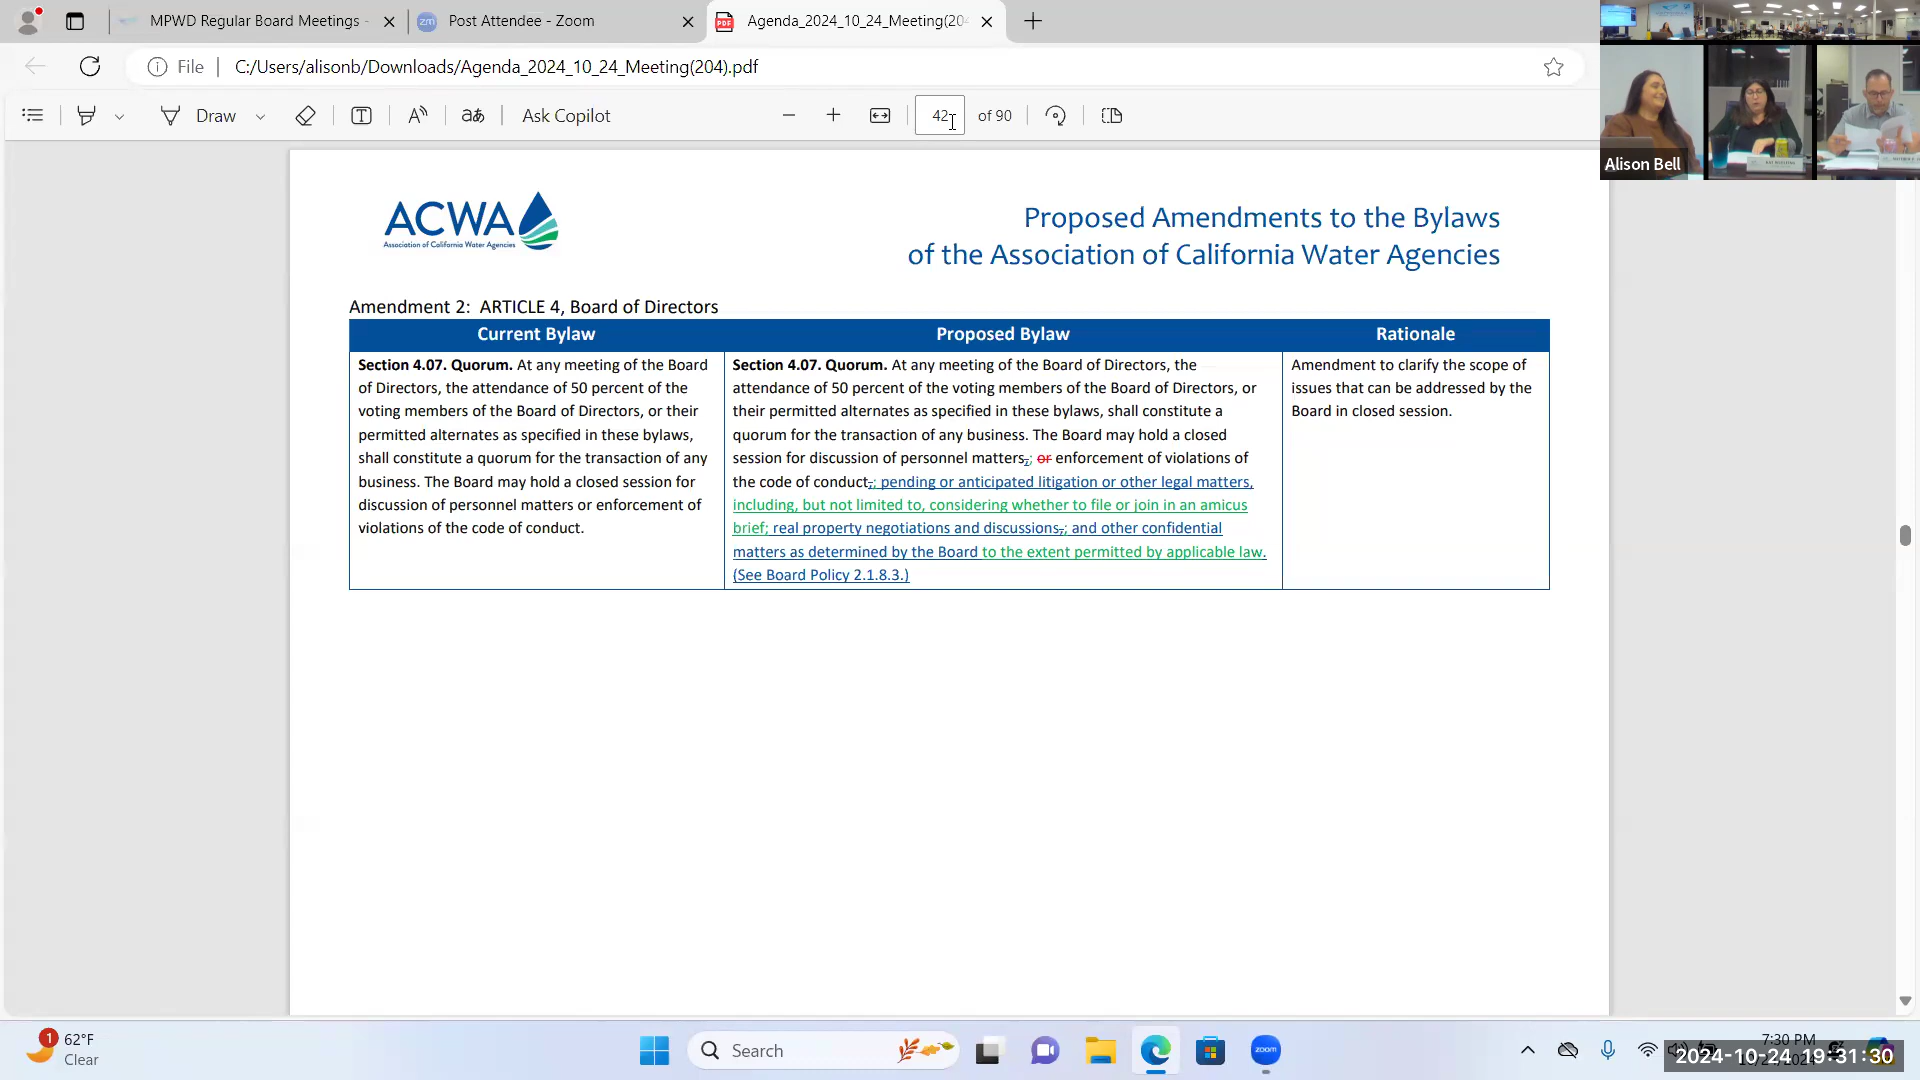 MPWD Regular Board Meetings -
Post Attendee - Zoom
Agenda_2024_10_24_Meeting(204
File
C:/Users/alisonb/Downloads/Agenda_2024_10_24_Meeting(204).pdf
Draw
Ask Copilot
42
of 90
Alison Bell
ACWA
Association of California Water Agencies
Proposed Amendments to the Bylaws
of the Association of California Water Agencies
Amendment 2: ARTICLE 4, Board of Directors
Current Bylaw
Section 4.07. Quorum. At any meeting of the Board
of Directors, the attendance of 50 percent of the
voting members of the Board of Directors, or their
permitted alternates as specified in these bylaws,
shall constitute a quorum for the transaction of any
business. The Board may hold a closed session for
discussion of personnel matters or enforcement of
violations of the code of conduct.
Proposed Bylaw
Section 4.07. Quorum. At any meeting of the Board of Directors, the
attendance of 50 percent of the voting members of the Board of Directors, or
their permitted alternates as specified in these bylaws, shall constitute a
quorum for the transaction of any business. The Board may hold a closed
session for discussion of personnel matters,; or enforcement of violations of
the code of conduct,; pending or anticipated litigation or other legal matters,
including, but not limited to, considering whether to file or join in an amicus
brief; real property negotiations and discussions,; and other confidential
matters as determined by the Board to the extent permitted by applicable law.
(See Board Policy 2.1.8.3.)
Rationale
Amendment to clarify the scope of
issues that can be addressed by the
Board in closed session.
1
62°F
Clear
Search
zoom
7:30 PM
2024-10-24 19:31:30